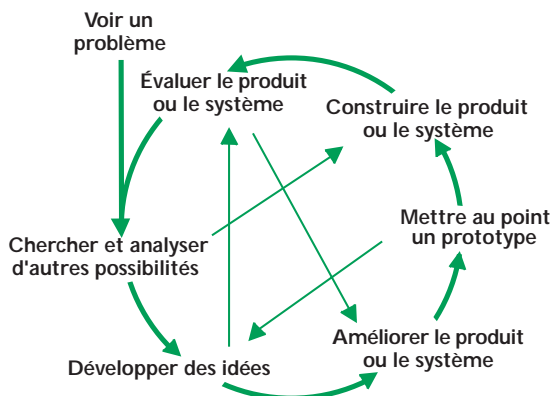 Voir un
problème
Évaluer le produit
ou le système
Construire le produit
ou le système
Mettre au point
un prototype
Chercher et analyser
d'autres possibilités
Améliorer le produit
ou le système
Développer des idées